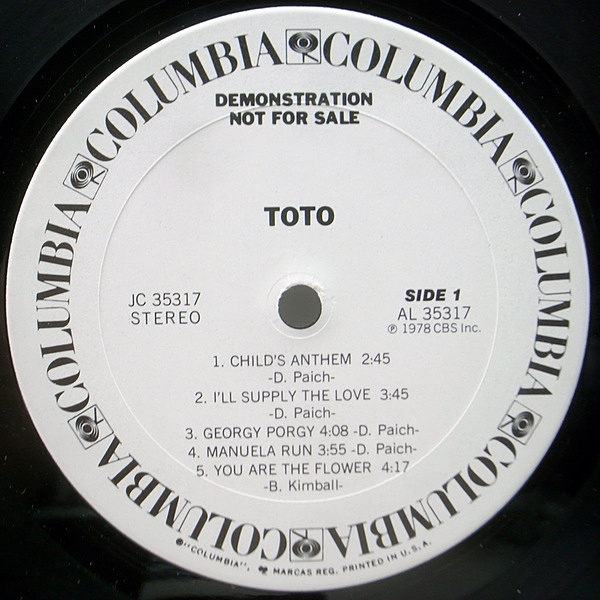 COLUMBIA COLUMBIA COLUMBIA COLUMBIA COLUMBIA COLUMBIA COLUMBIA COLUMBIA
DEMONSTRATION
NOT FOR SALE
TOTO
JC 35317
STEREO
SIDE 1
AL 35317
℗ 1978 CBS Inc.
1. CHILD'S ANTHEM 2:45
-D. Paich-
2. I'LL SUPPLY THE LOVE 3:45
-D. Paich-
3. GEORGY PORGY 4:08 -D. Paich-
4. MANUELA RUN 3:55 -D. Paich-
5. YOU ARE THE FLOWER 4:17
-B. Kimball-
"COLUMBIA", MARCAS REG. PRINTED IN U.S.A.